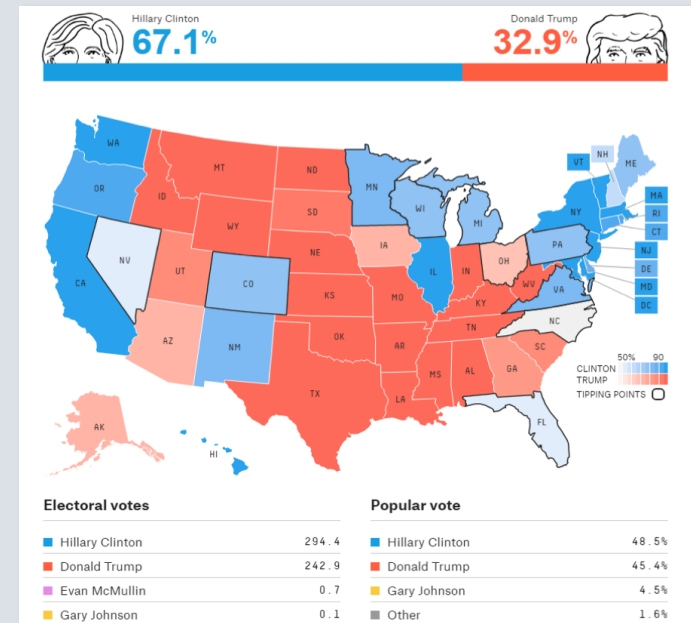 Hillary Clinton
67.1%
Donald Trump
32.9%
WA
MT
ND
MN
VT
NH
ME
OR
ID
SD
WI
MI
NY
MA
RI
CT
WY
IA
PA
NJ
NV
UT
NE
IL
IN
OH
DE
CA
CO
KS
MO
WV
VA
MD
DC
KY
NC
AZ
NM
OK
AR
TN
SC
TX
LA
MS
AL
GA
FL
AK
HI
50% 90
CLINTON
TRUMP
TIPPING POINTS
Electoral votes
Hillary Clinton 294.4
Donald Trump 242.9
Evan McMullin 0.7
Gary Johnson 0.1
Popular vote
Hillary Clinton 48.5%
Donald Trump 45.4%
Gary Johnson 4.5%
Other 1.6%